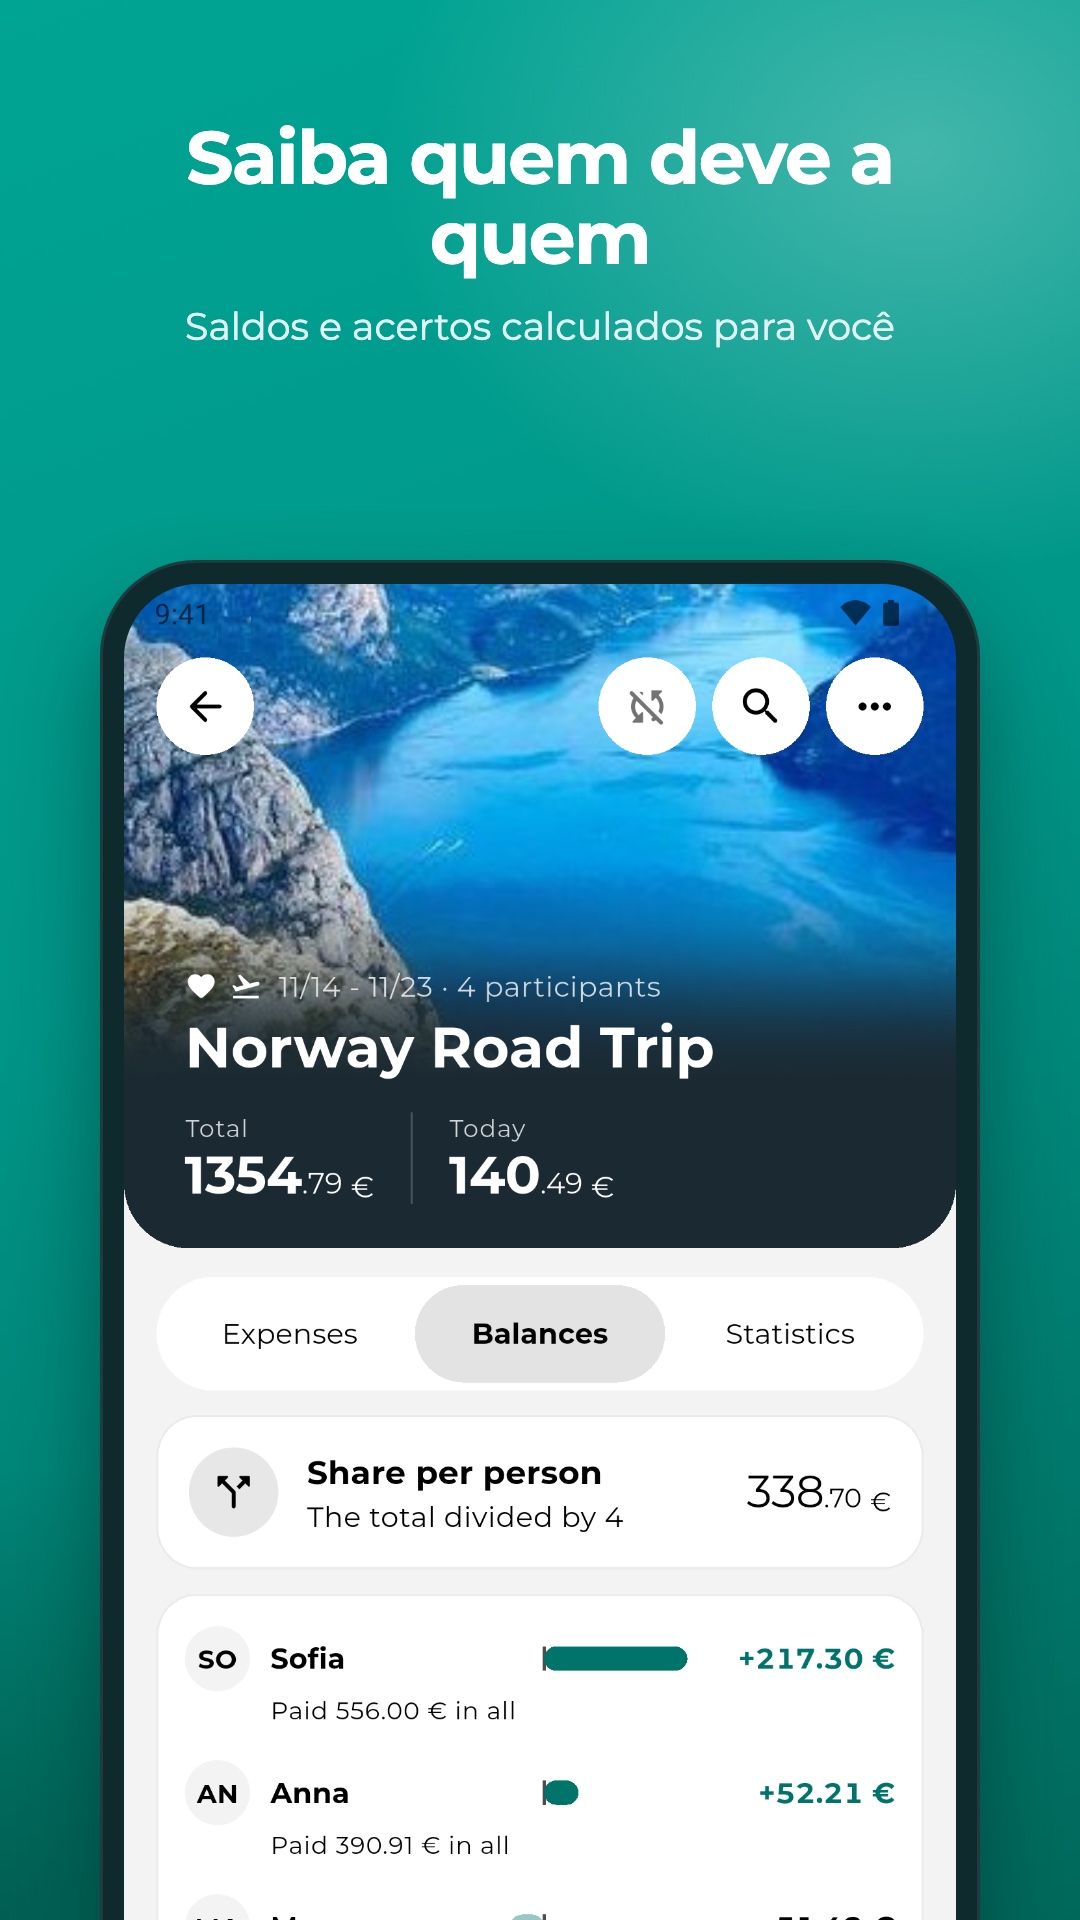 Saiba quem deve a
quem
Saldos e acertos calculados para você
9:41
11/14 - 11/23 · 4 participants
Norway Road Trip
Total
Today
1354.79 €
140.49 €
Expenses
Balances
Statistics
Share per person
338.70 €
The total divided by 4
SO
Sofia
+217.30 €
Paid 556.00 € in all
AN
Anna
+52.21 €
Paid 390.91 € in all